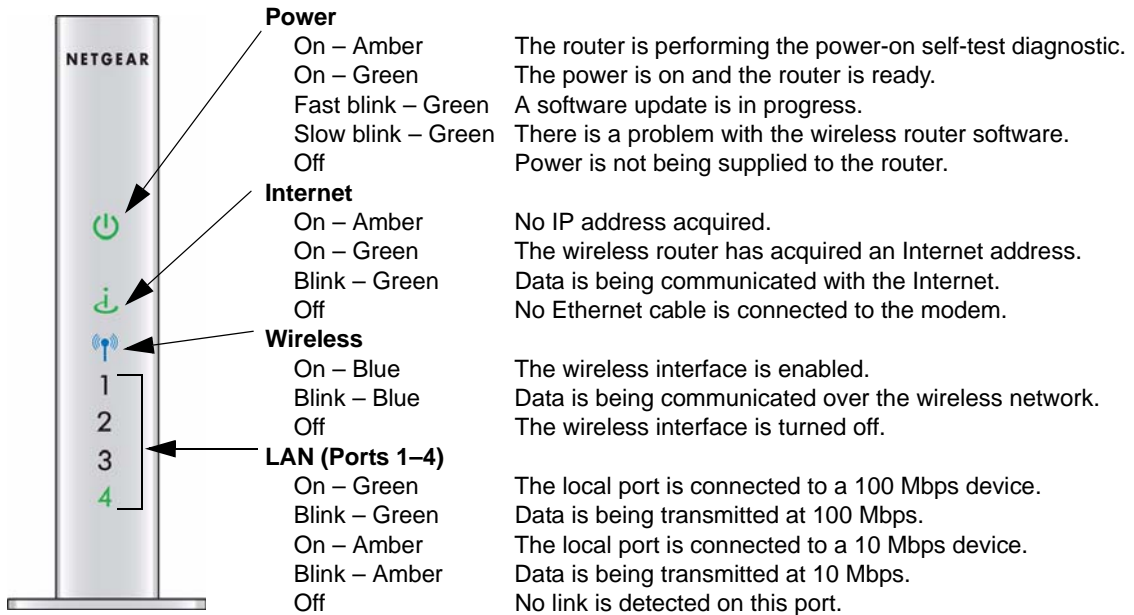 NETGEAR
1
2
3
4
Power
On – Amber The router is performing the power-on self-test diagnostic.
On – Green The power is on and the router is ready.
Fast blink – Green A software update is in progress.
Slow blink – Green There is a problem with the wireless router software.
Off Power is not being supplied to the router.
Internet
On – Amber No IP address acquired.
On – Green The wireless router has acquired an Internet address.
Blink – Green Data is being communicated with the Internet.
Off No Ethernet cable is connected to the modem.
Wireless
On – Blue The wireless interface is enabled.
Blink – Blue Data is being communicated over the wireless network.
Off The wireless interface is turned off.
LAN (Ports 1–4)
On – Green The local port is connected to a 100 Mbps device.
Blink – Green Data is being transmitted at 100 Mbps.
On – Amber The local port is connected to a 10 Mbps device.
Blink – Amber Data is being transmitted at 10 Mbps.
Off No link is detected on this port.